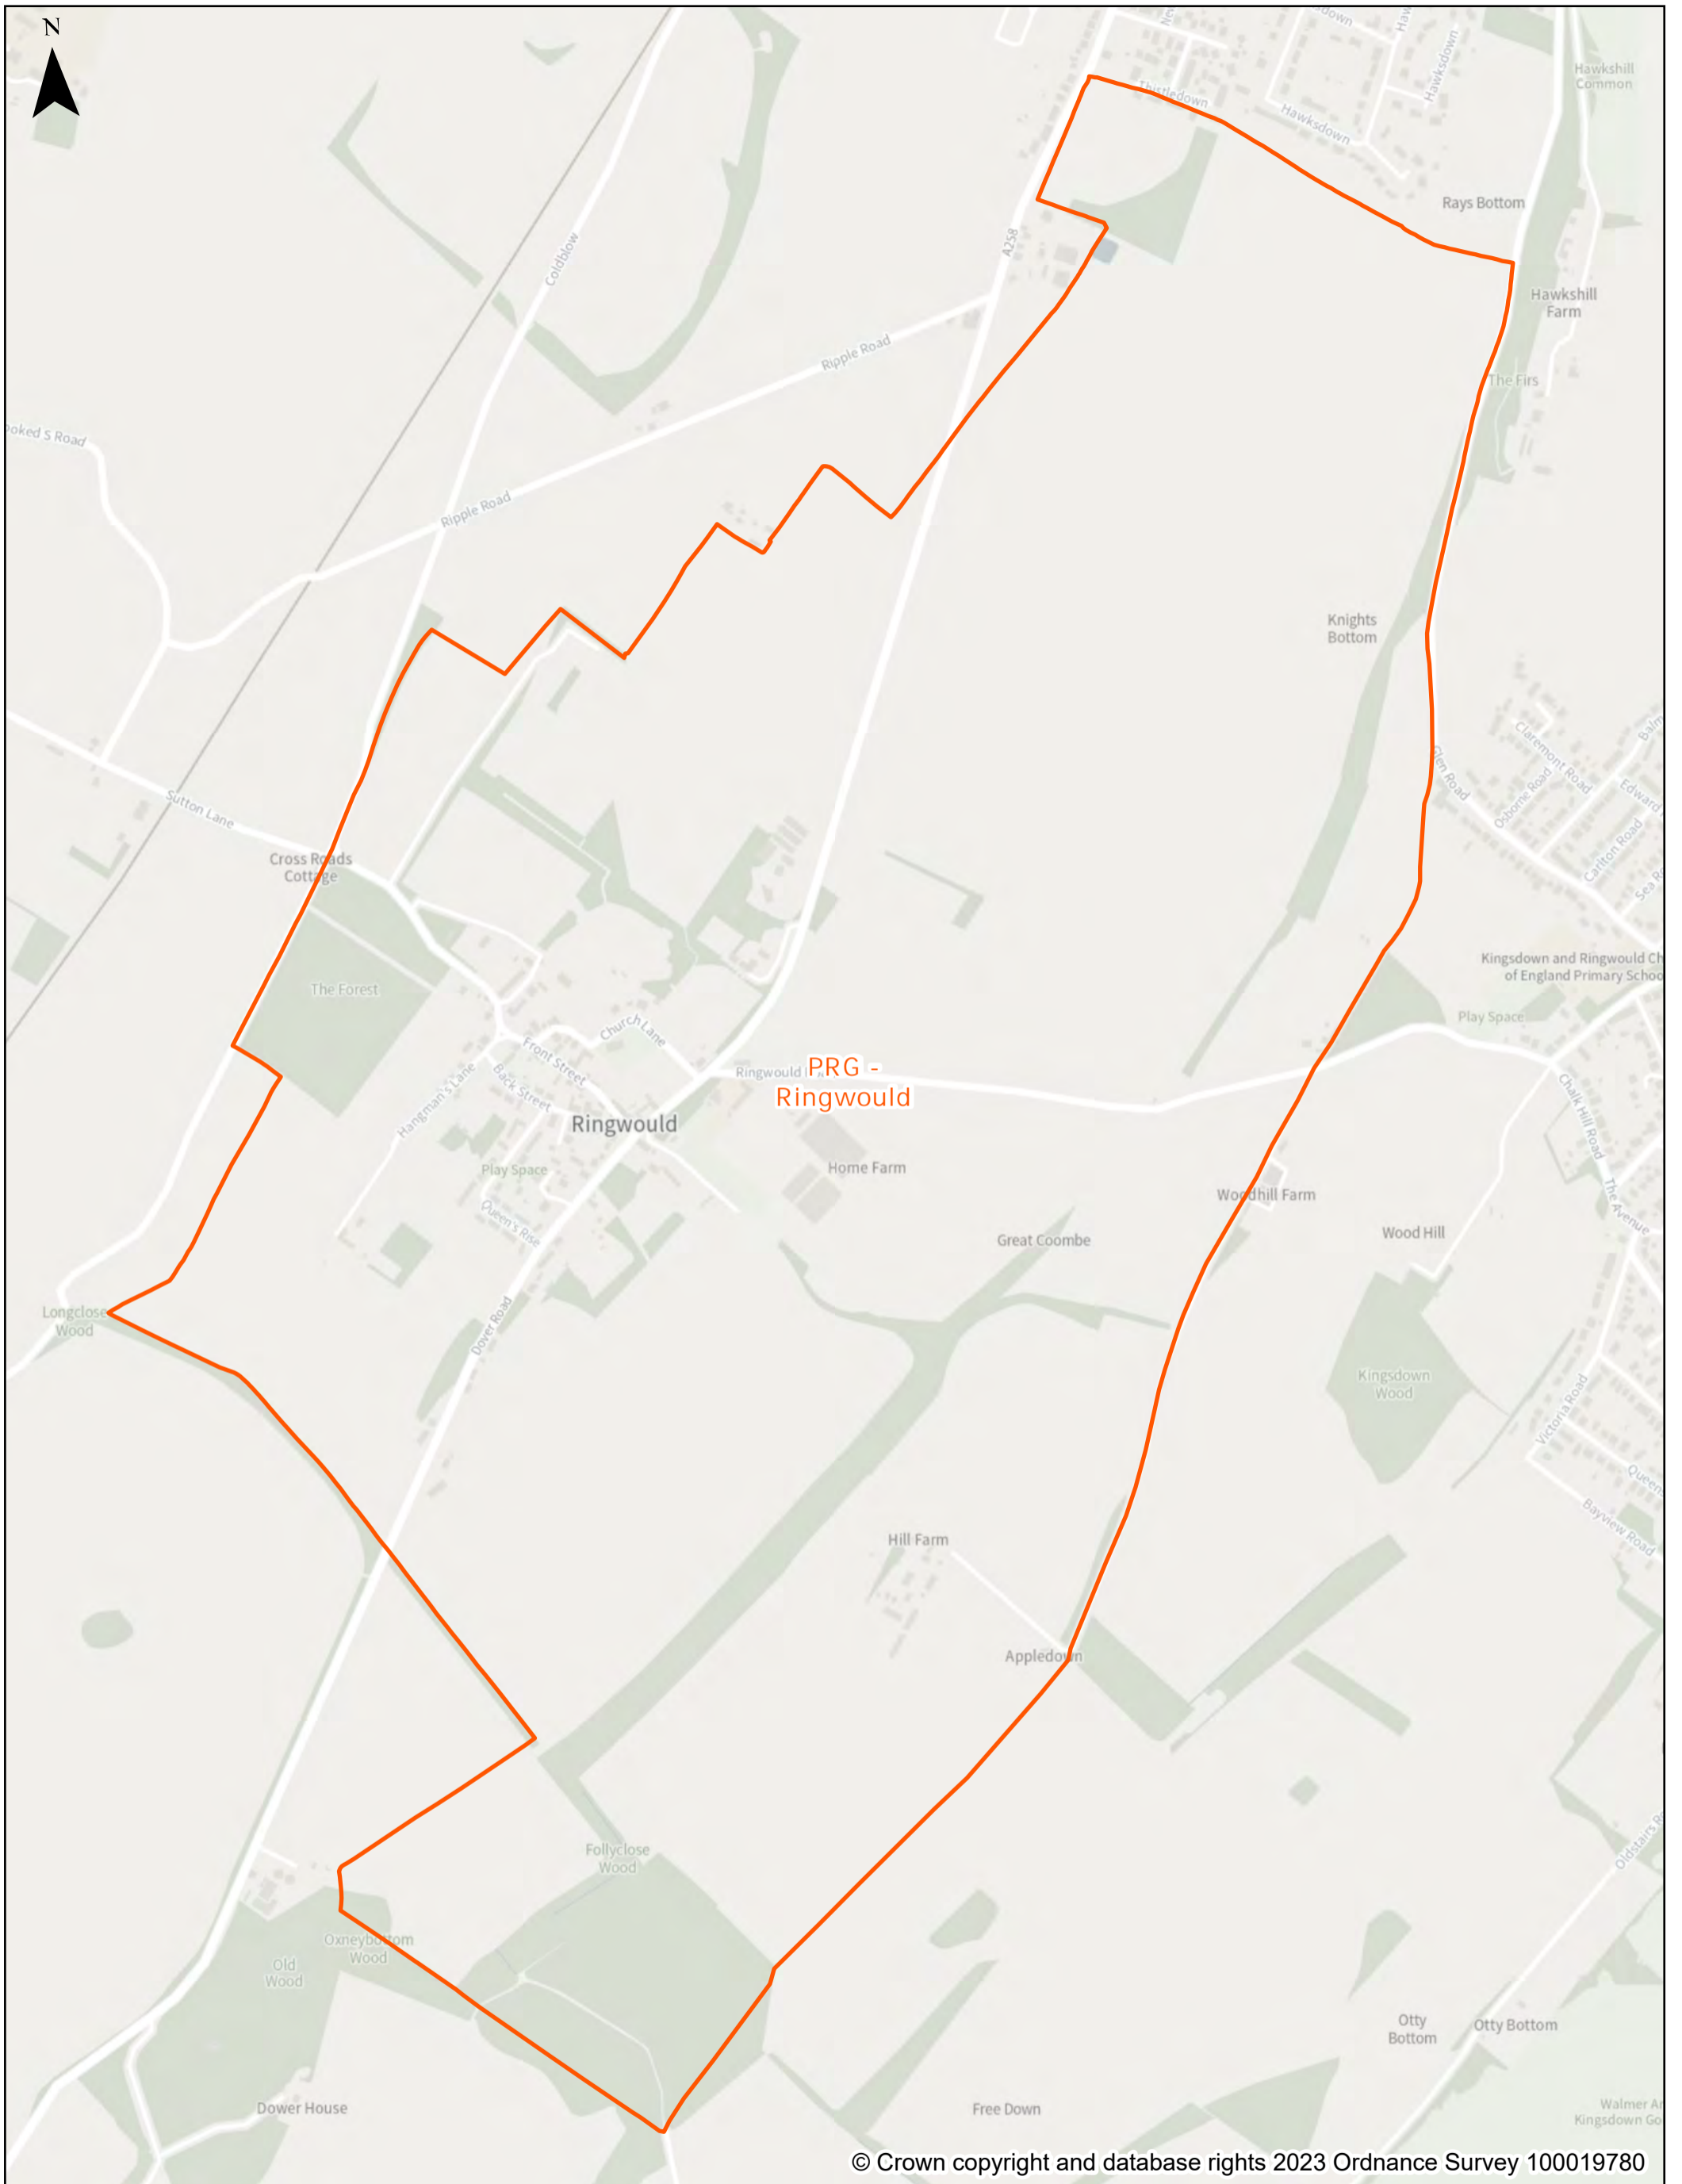 N
Hawkshill
Common
Thistledown
Hawksdown
Hawksdown
Rays Bottom
A258
Coldblow
Hawkshill
Farm
Ripple Road
The Firs
Ripple Road
Knights
Bottom
Glen Road
Claremont Road
Osborne Road
Edward
Carlton Road
Sutton Lane
Cross Roads
Cottage
Kingsdown and Ringwould
of England Primary
The Forest
Play Space
Church Lane
Front Street
Back Street
Hangman's Lane
Ringwould
PRG -
Ringwould
Ringwould
Chalk Hill Road
Home Farm
Play Space
Queen's Rise
Woodhill Farm
The Avenue
Wood Hill
Great Coombe
Longclose
Wood
Dover Road
Kingsdown
Wood
Victoria Road
Queens
Bayview Road
Hill Farm
Appledown
Follyclose
Wood
Oxneybottom
Wood
Old
Wood
Otty
Bottom
Otty Bottom
Dower House
Free Down
Walmer
Kingsdown
© Crown copyright and database rights 2023 Ordnance Survey 100019780